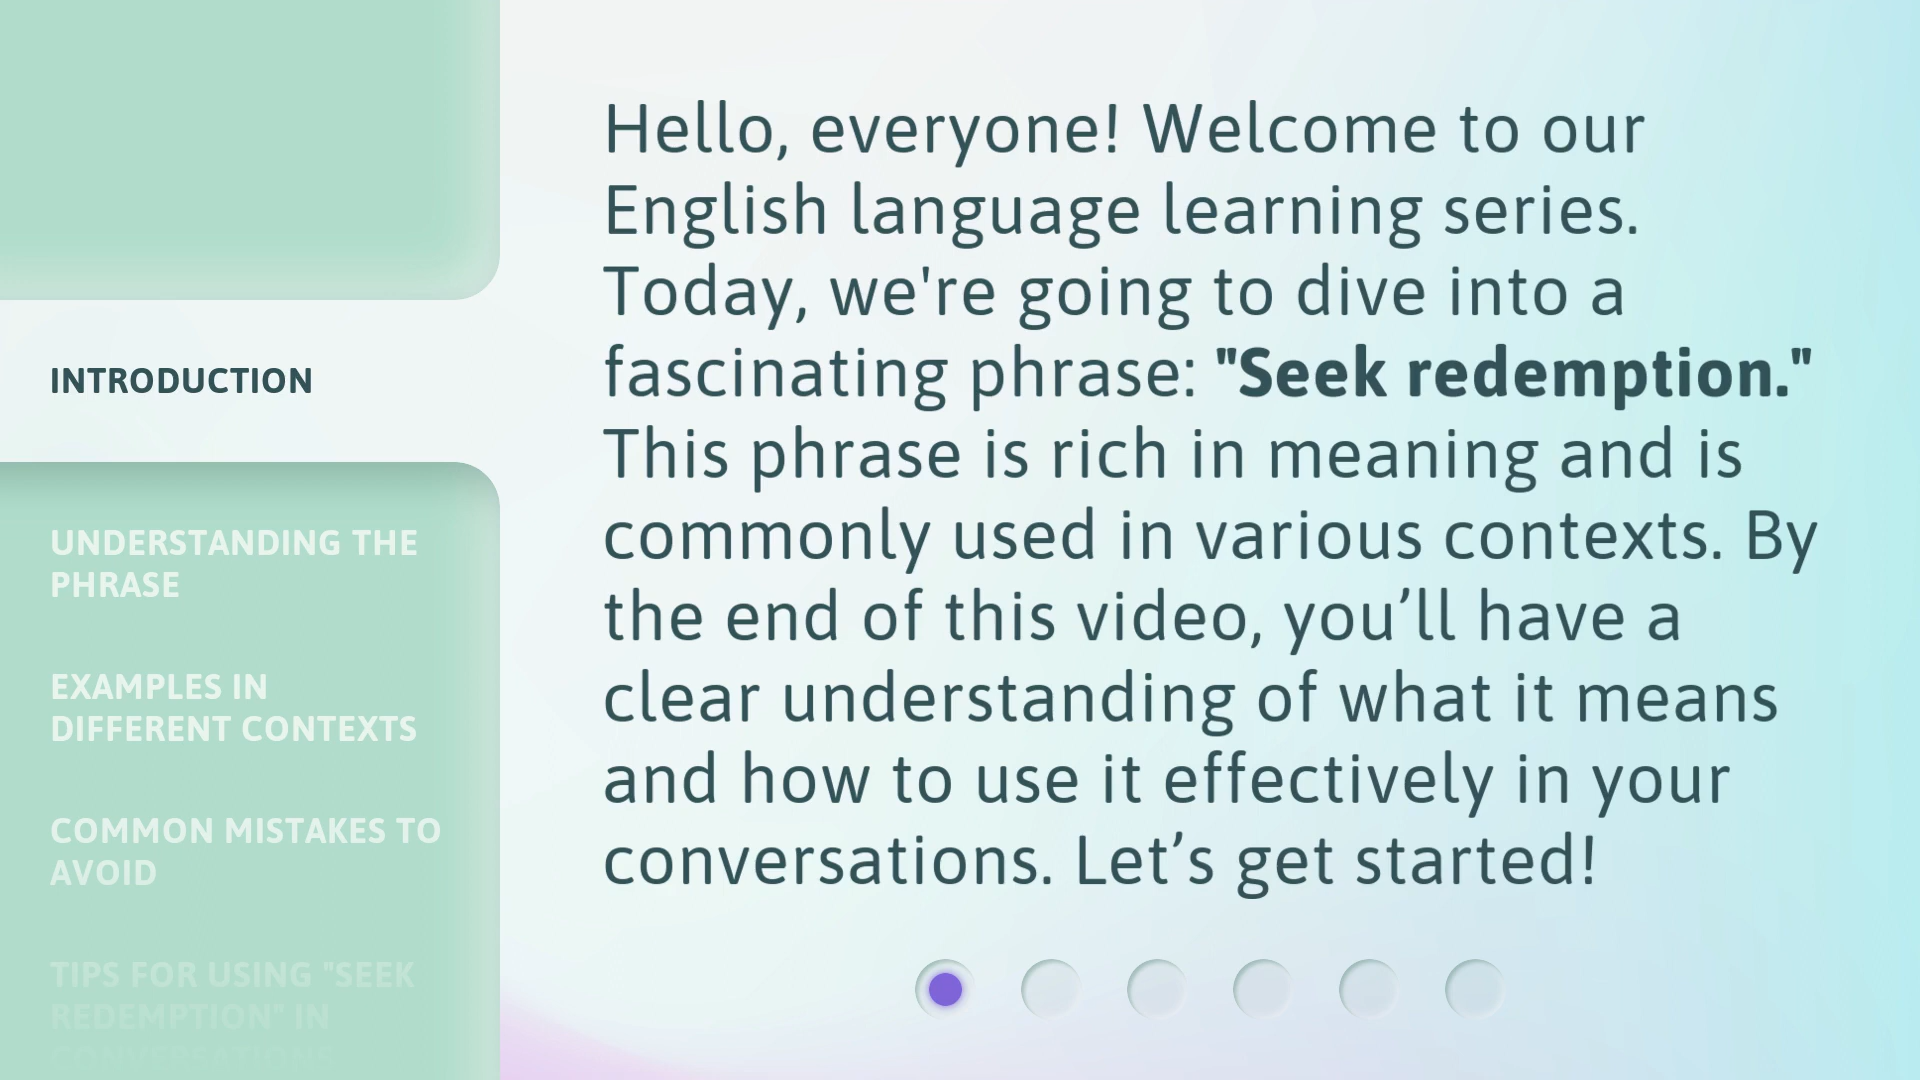 INTRODUCTION
UNDERSTANDING THE
PHRASE
EXAMPLES IN
DIFFERENT CONTEXTS
COMMON MISTAKES TO
AVOID
TIPS FOR USING "SEEK
REDEMPTION" IN
CONVERSATIONS
Hello, everyone! Welcome to our
English language learning series.
Today, we're going to dive into a
fascinating phrase: "Seek redemption."
This phrase is rich in meaning and is
commonly used in various contexts. By
the end of this video, you’ll have a
clear understanding of what it means
and how to use it effectively in your
conversations. Let’s get started!